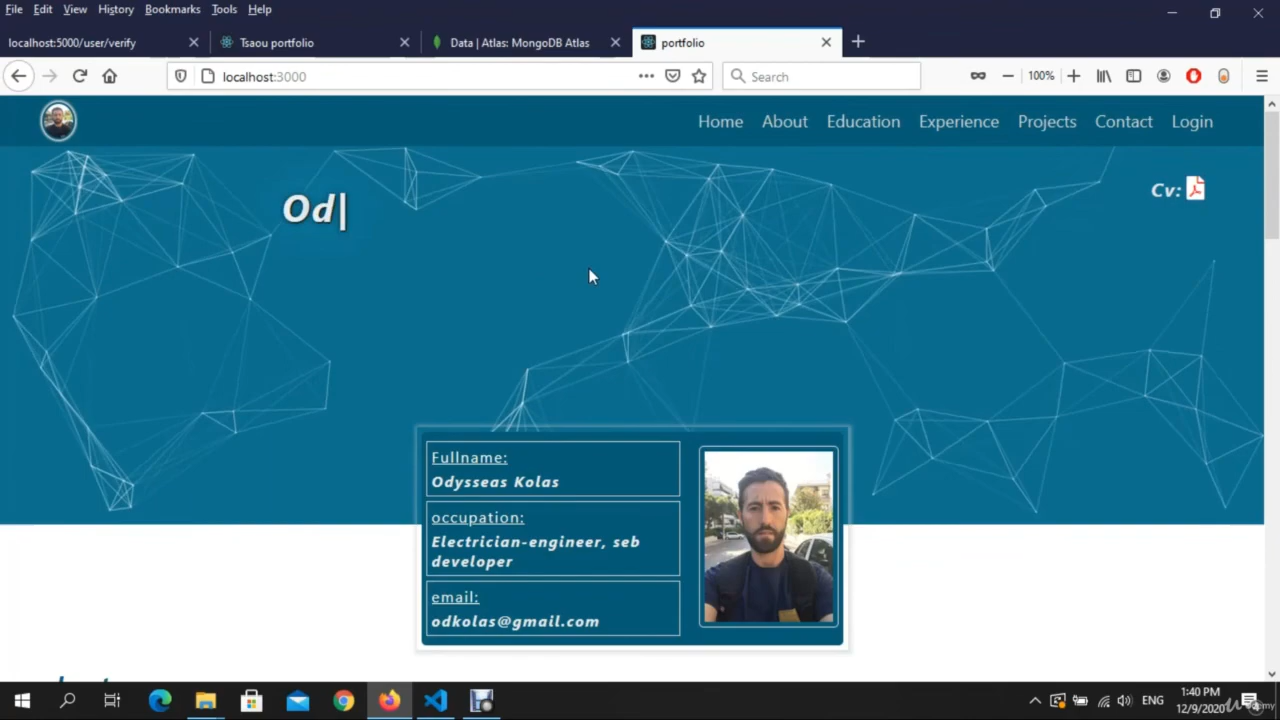 File Edit View History Bookmarks Tools Help
localhost:5000/user/verify Tsaou portfolio Data | Atlas: MongoDB Atlas portfolio
localhost:3000 Search 100%
Home About Education Experience Projects Contact Login
Od|
Cv:
Fullname:
Odysseas Kolas
occupation:
Electrician-engineer, seb
developer
email:
odkolas@gmail.com
ENG
1:40 PM
12/9/2020